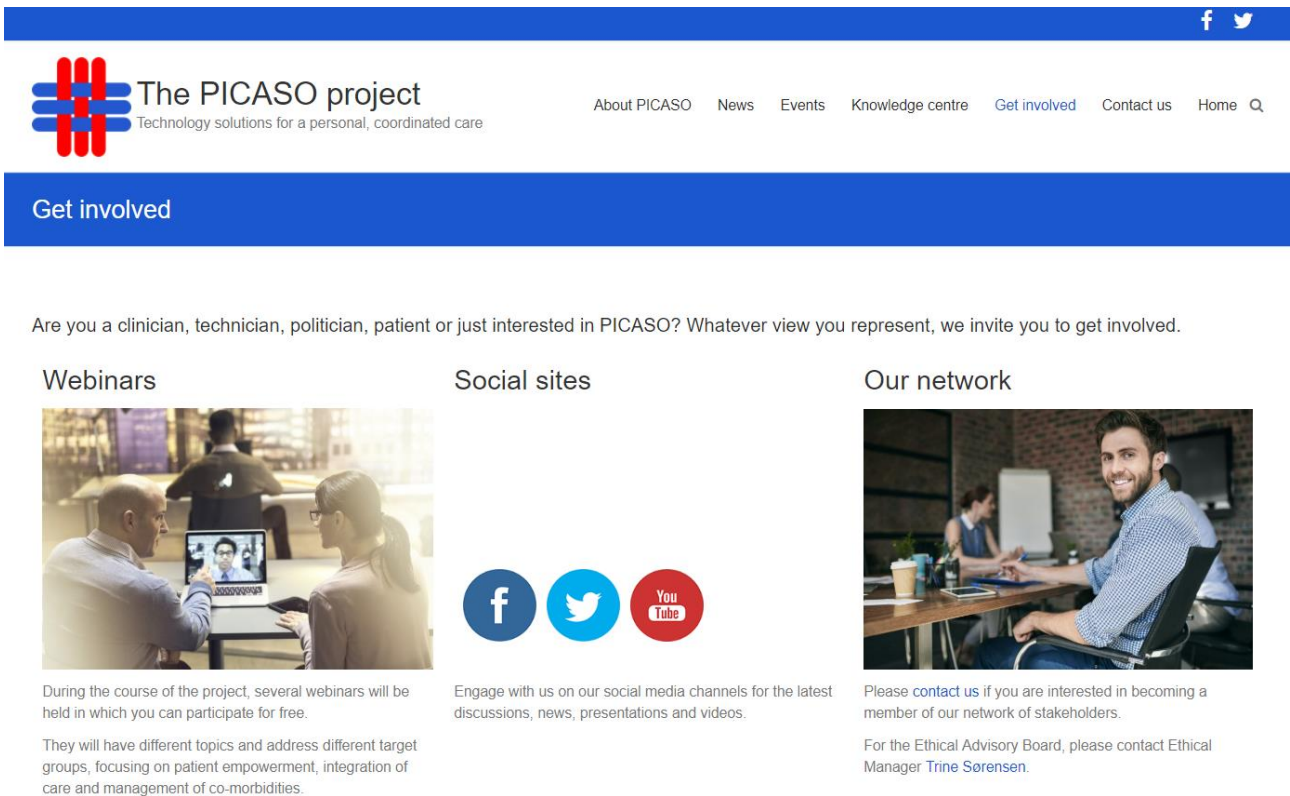 The PICASO project
Technology solutions for a personal, coordinated care
About PICASO News Events Knowledge centre Get involved Contact us Home
Get involved
Are you a clinician, technician, politician, patient or just interested in PICASO? Whatever view you represent, we invite you to get involved.
Webinars
During the course of the project, several webinars will be
held in which you can participate for free.
They will have different topics and address different target
groups, focusing on patient empowerment, integration of
care and management of co-morbidities.
Social sites
You
Tube
Engage with us on our social media channels for the latest
discussions, news, presentations and videos.
Our network
Please contact us if you are interested in becoming a
member of our network of stakeholders.
For the Ethical Advisory Board, please contact Ethical
Manager Trine Sørensen.